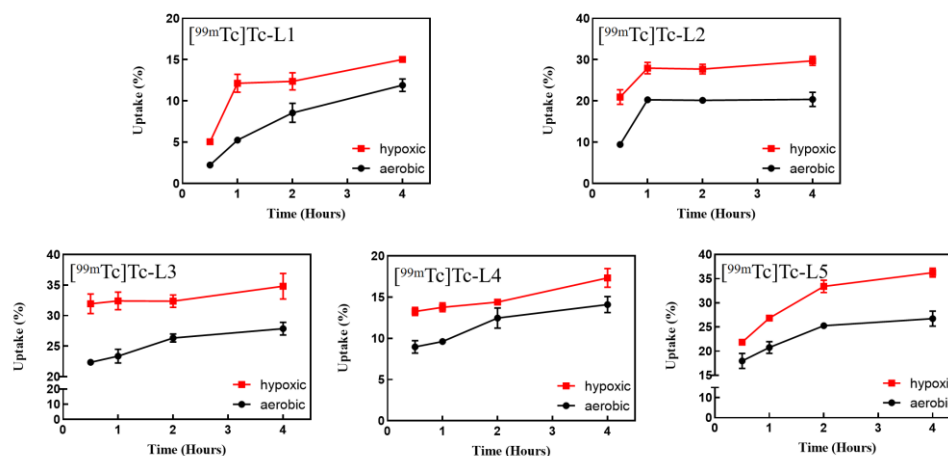 [⁹⁹ᵐTc]Tc-L1
20
15
10
5
0
Uptake (%)
hypoxic
aerobic
0 1 2 3 4
Time (Hours)
[⁹⁹ᵐTc]Tc-L2
40
30
20
10
0
Uptake (%)
hypoxic
aerobic
0 1 2 3 4
Time (Hours)
[⁹⁹ᵐTc]Tc-L3
40
35
30
25
20
20
10
0
Uptake (%)
hypoxic
aerobic
0 1 2 3 4
Time (Hours)
[⁹⁹ᵐTc]Tc-L4
20
15
10
5
0
Uptake (%)
hypoxic
aerobic
0 1 2 3 4
Time (Hours)
[⁹⁹ᵐTc]Tc-L5
40
35
30
25
20
15
10
0
Uptake (%)
hypoxic
aerobic
0 1 2 3 4
Time (Hours)